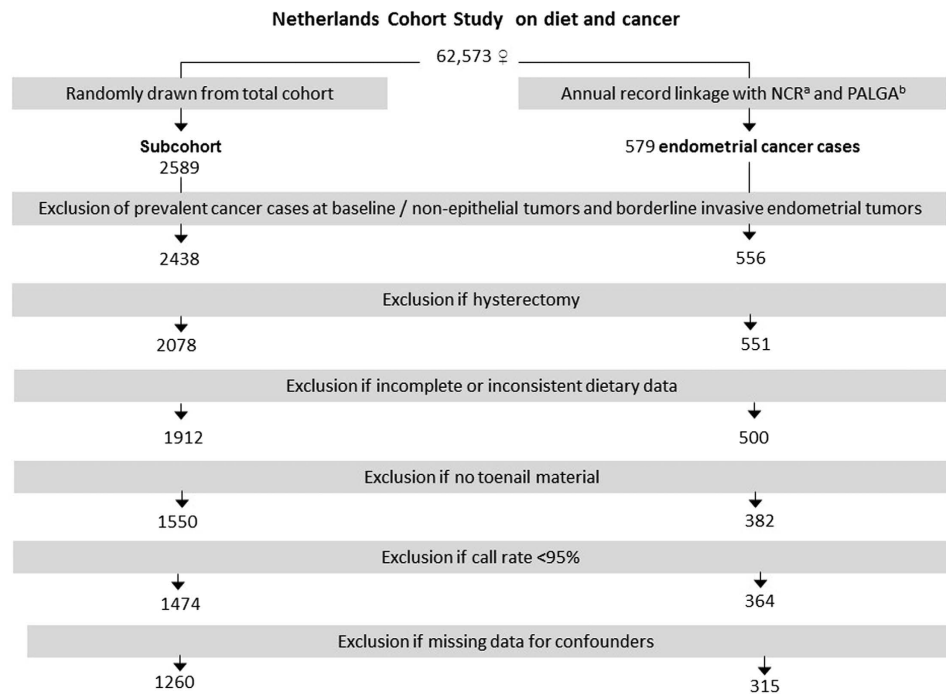 Netherlands Cohort Study on diet and cancer
62,573 ♀
Randomly drawn from total cohort
Annual record linkage with NCRᵃ and PALGAᵇ
Subcohort
2589
579 endometrial cancer cases
Exclusion of prevalent cancer cases at baseline / non-epithelial tumors and borderline invasive endometrial tumors
2438
556
Exclusion if hysterectomy
2078
551
Exclusion if incomplete or inconsistent dietary data
1912
500
Exclusion if no toenail material
1550
382
Exclusion if call rate <95%
1474
364
Exclusion if missing data for confounders
1260
315